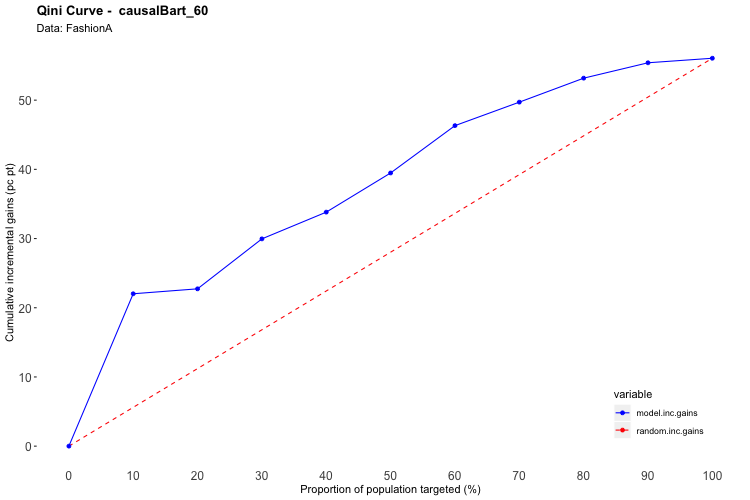 Qini Curve -  causalBart_60
Data: FashionA
Cumulative incremental gains (pc pt)
50
40
30
20
10
0
0 10 20 30 40 50 60 70 80 90 100
Proportion of population targeted (%)
variable
model.inc.gains
random.inc.gains